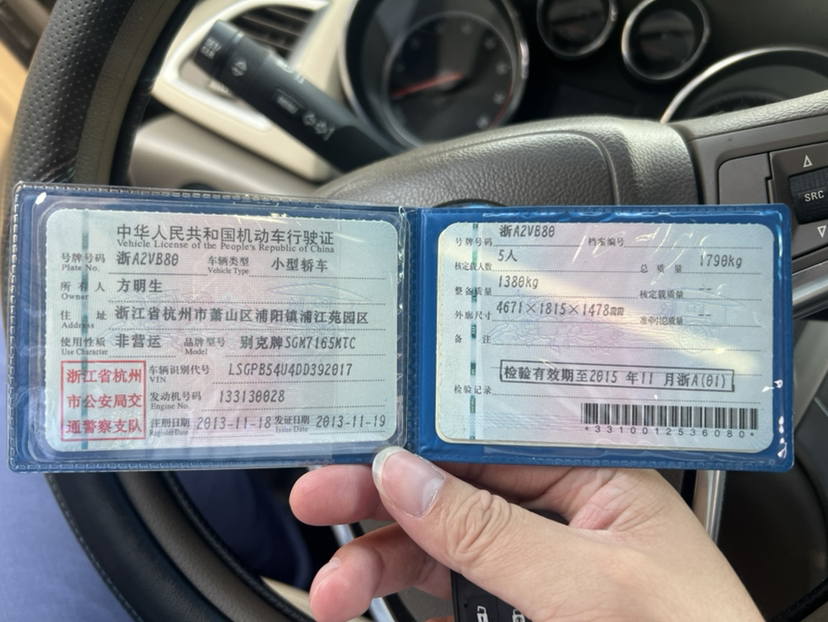 中华人民共和国机动车行驶证
Vehicle License of the People's Republic of China
号牌号码 浙A2VB80 车辆类型 小型轿车
Plate No. Vehicle Type
所有人 方明生
Owner
住 址 浙江省杭州市萧山区浦阳镇浦江苑园区
Address
使用性质 非营运 品牌型号 别克牌SGM7165MTC
Use Character Model
浙江省杭州
市公安局交
通警察支队
车辆识别代号 LSGPB54U4DD392017
VIN
发动机号码 133130028
Engine No.
注册日期 2013-11-18 发证日期 2013-11-19
Register Date Issue Date
号牌号码 浙A2VB80 档案编号
核定载人数 5人 总 质 量 1790kg
整备质量 1380kg 核定载质量 --
外廓尺寸 4671×1815×1478 准牵引总质量 --
备 注
检验记录 检验有效期至2015 年11 月浙A(01)
*3310012536080*
SRC